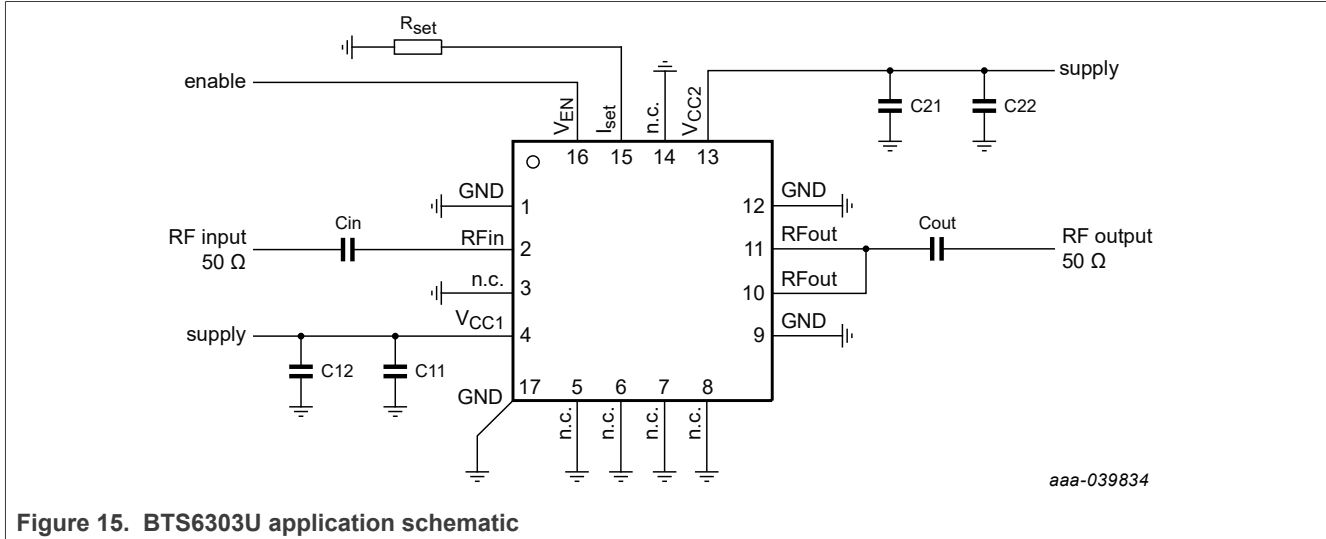 Rset
enable
supply
VEN
Iset
n.c.
VCC2
C21
C22
16
15
14
13
GND
1
12
GND
RF input
50 Ω
Cin
RFin
2
11
RFout
Cout
RF output
50 Ω
n.c.
3
10
RFout
supply
VCC1
4
9
GND
C12
C11
GND
17
5
6
7
8
n.c.
n.c.
n.c.
n.c.
aaa-039834
Figure 15. BTS6303U application schematic